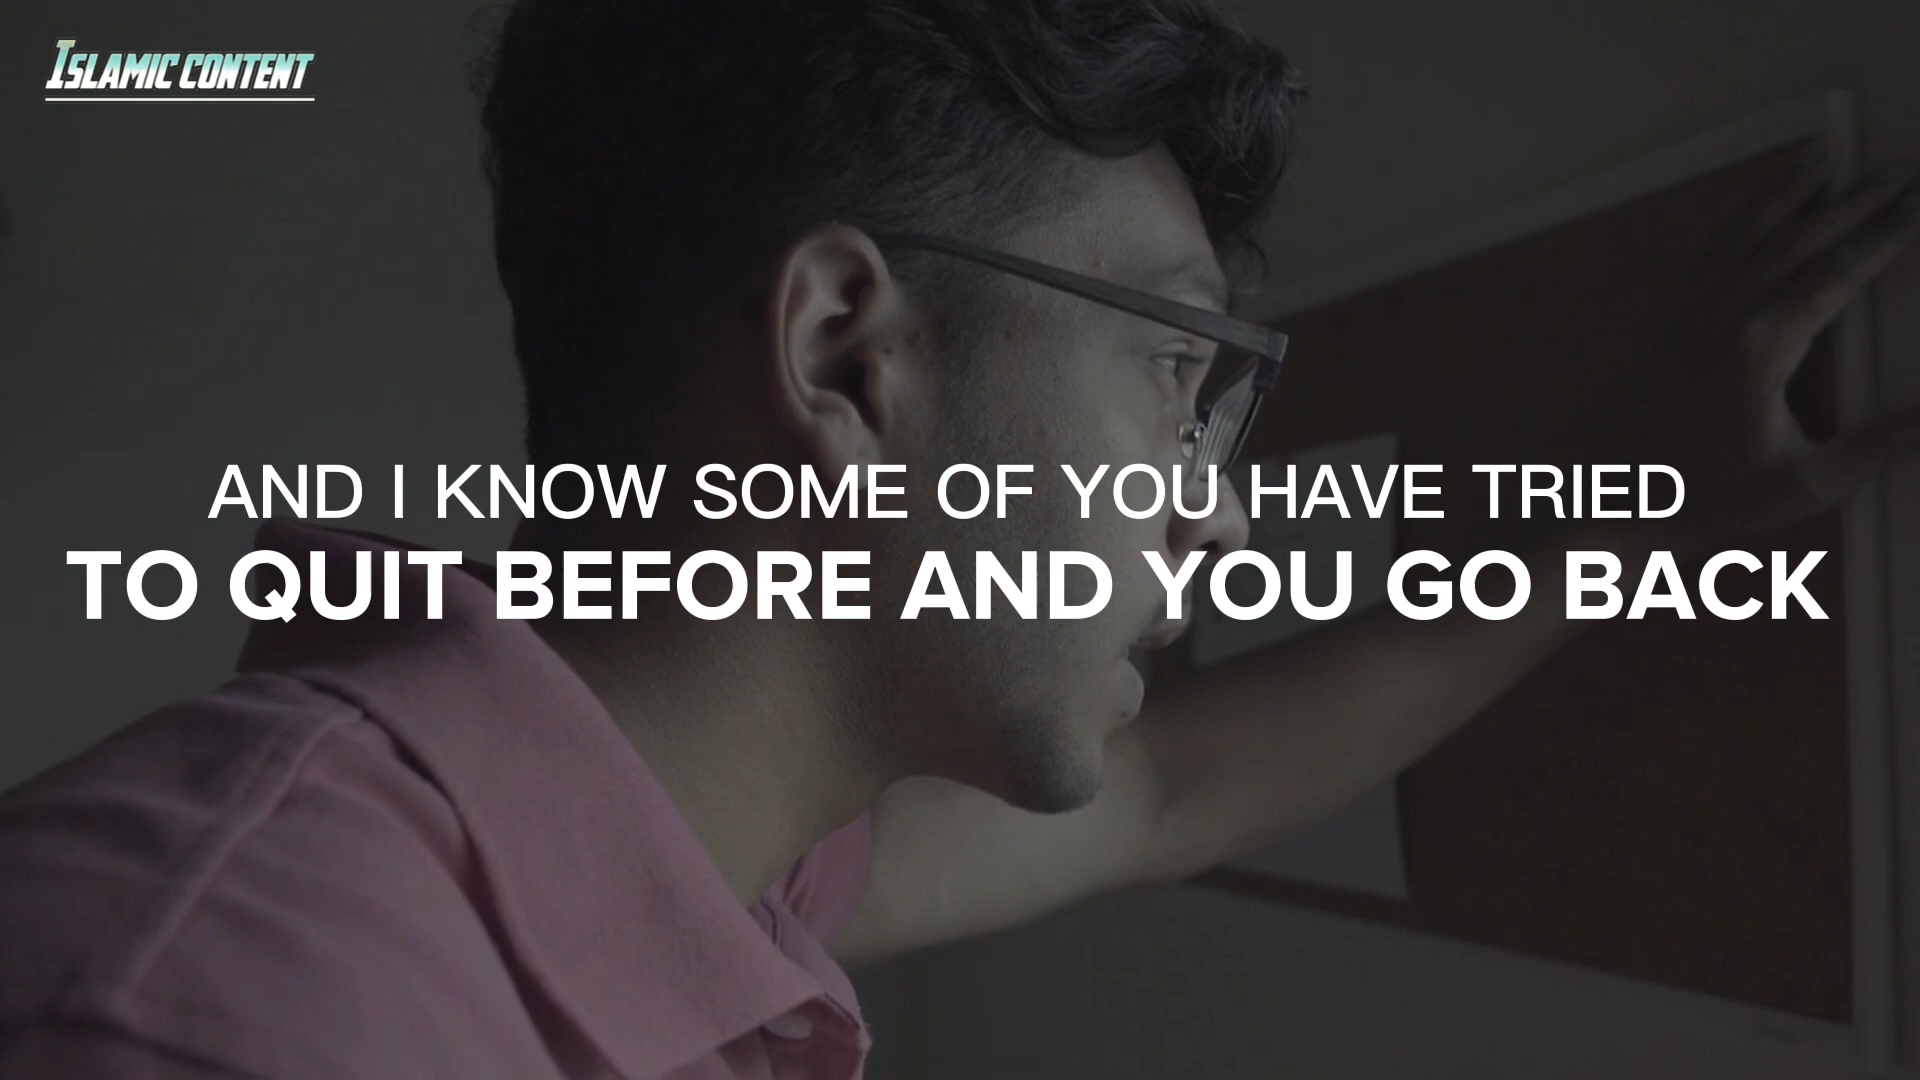 ISLAMIC CONTENT
AND I KNOW SOME OF YOU HAVE TRIED
TO QUIT BEFORE AND YOU GO BACK